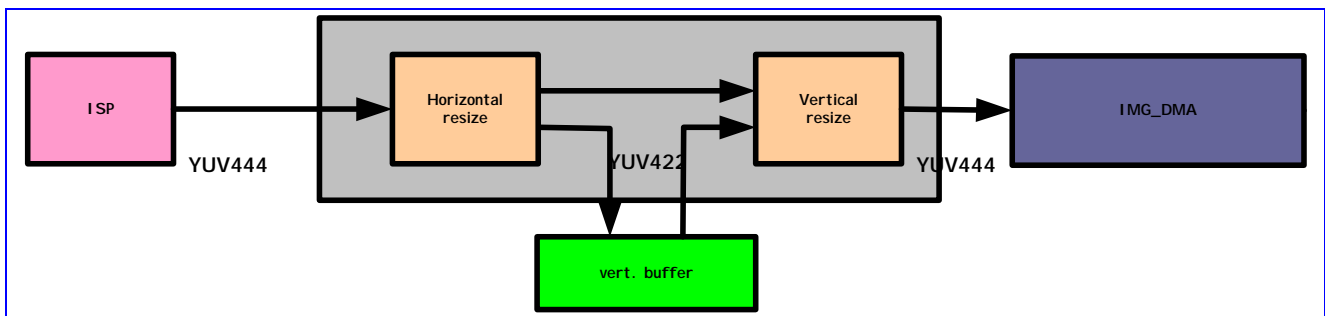 ISP
YUV444
Horizontal
resize
YUV422
Vertical
resize
YUV444
IMG_DMA
vert. buffer